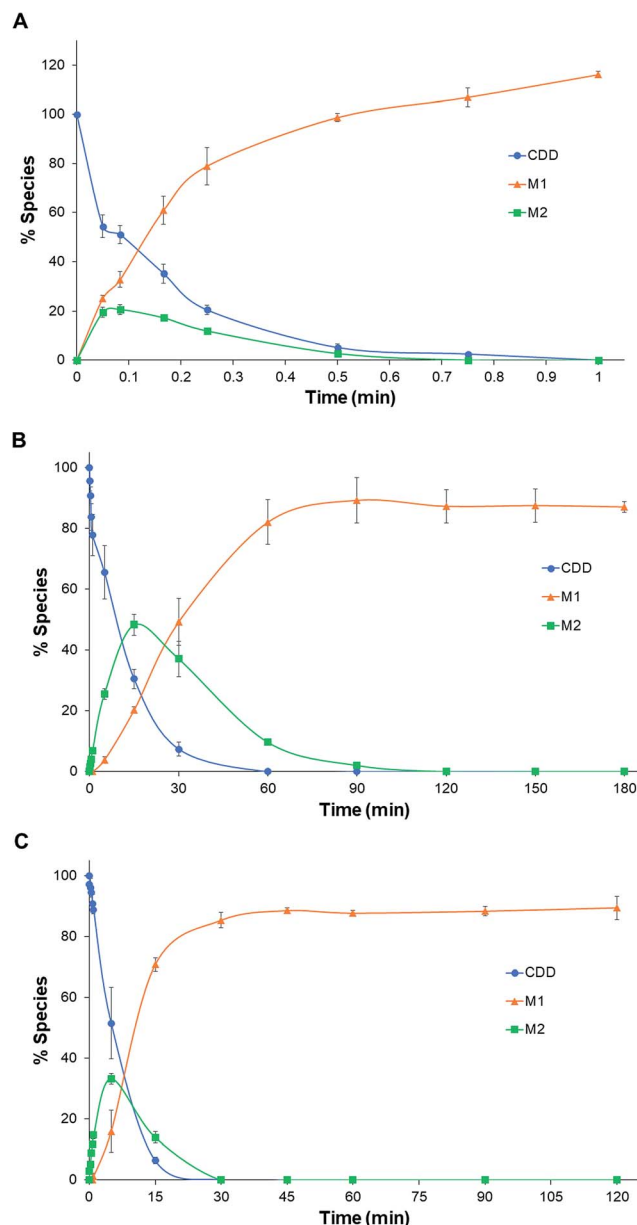 A
% Species
120
100
80
60
40
20
0
CDD
M1
M2
0 0.1 0.2 0.3 0.4 0.5 0.6 0.7 0.8 0.9 1
Time (min)
B
% Species
100
80
60
40
20
0
CDD
M1
M2
0 30 60 90 120 150 180
Time (min)
C
% Species
100
80
60
40
20
0
CDD
M1
M2
0 15 30 45 60 75 90 105 120
Time (min)